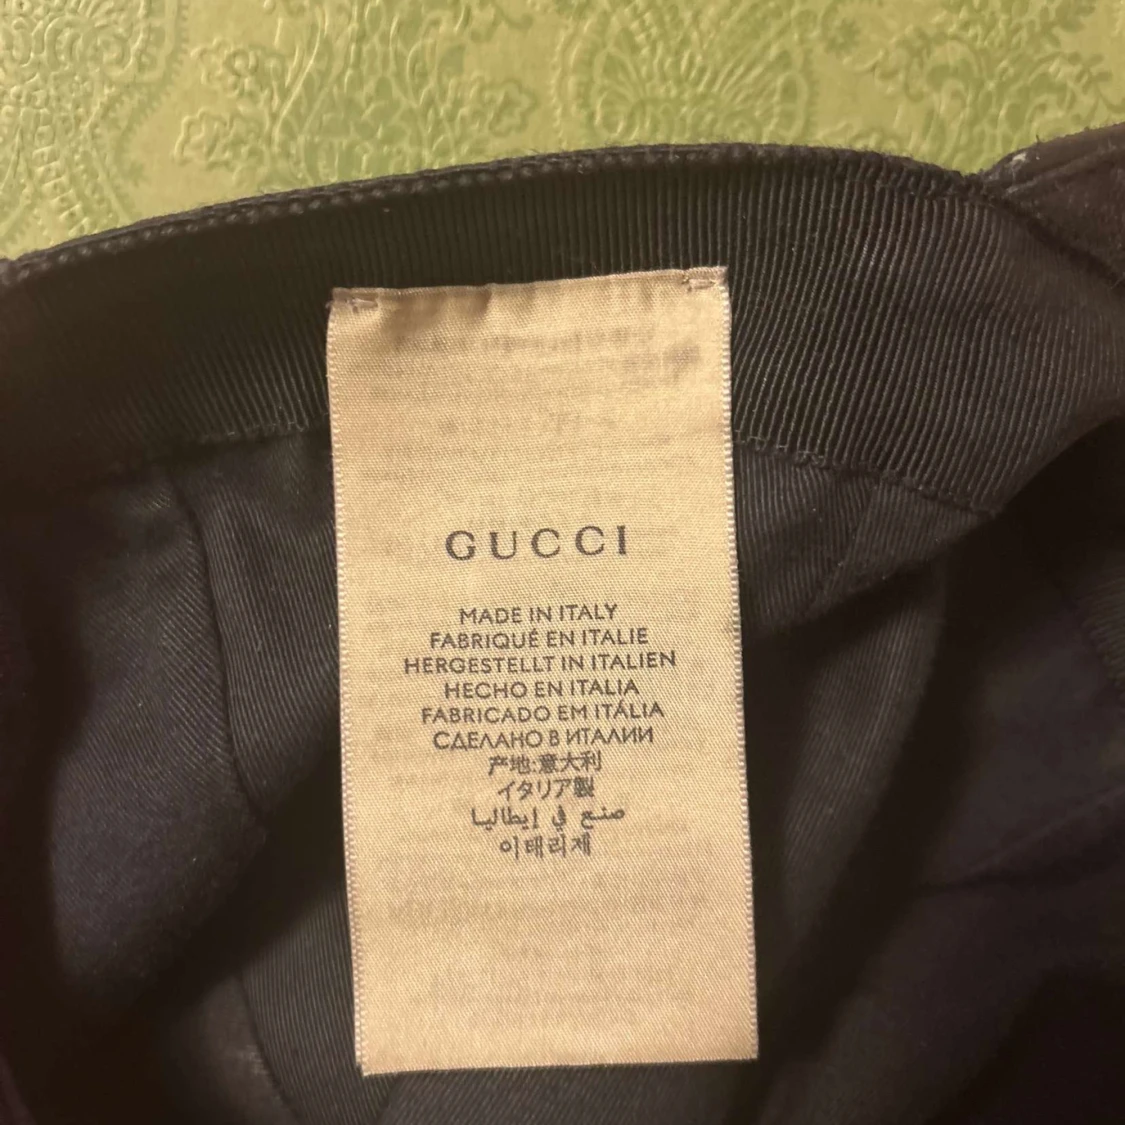 GUCCI
MADE IN ITALY
FABRIQUÉ EN ITALIE
HERGESTELLT IN ITALIEN
HECHO EN ITALIA
FABRICADO EM ITÁLIA
СДЕЛАНО В ИТАЛИИ
产地:意大利
イタリア製
صنع في إيطاليا
이태리제